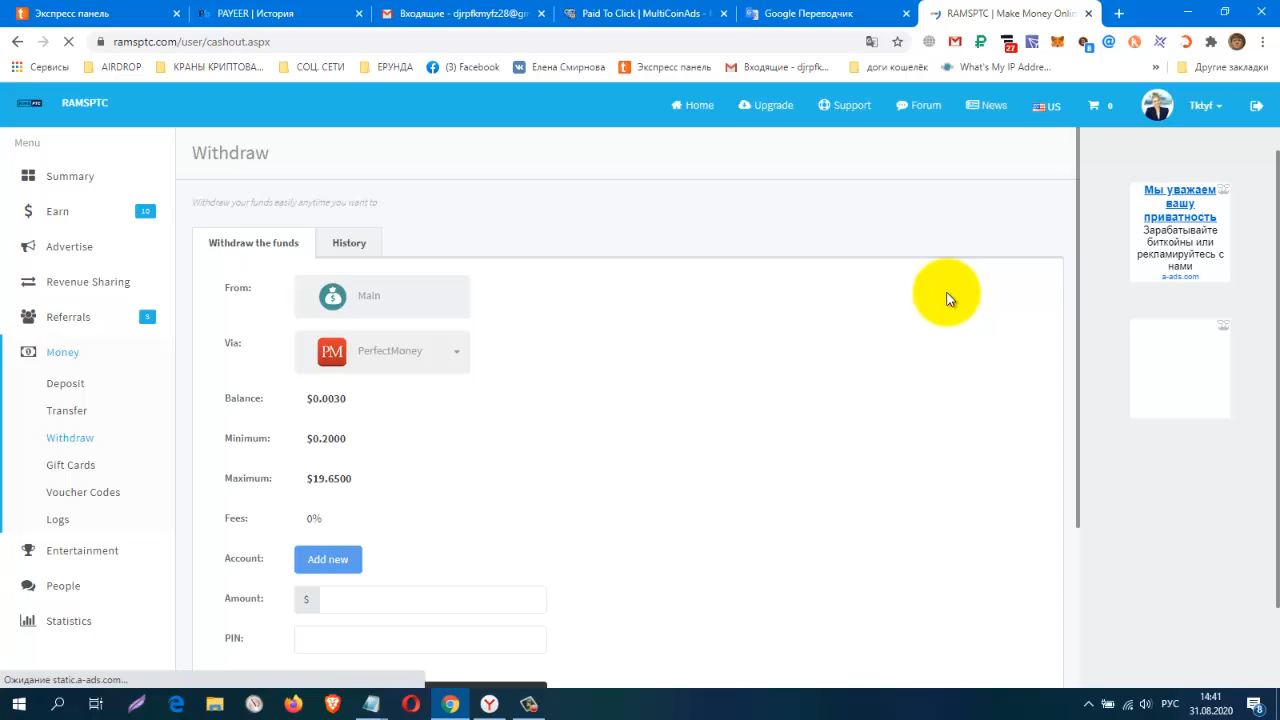 Экспресс панель
PAYEER | История
Входящие - djrpfkmyfz28@gm
Paid To Click | MultiCoinAds -
Google Переводчик
RAMSPTC | Make Money Onlin
ramsptc.com/user/cashout.aspx
27
8
Сервисы
AIRDROP
КРАНЫ КРИПТОВА...
СОЦ. СЕТИ
ЕРУНДА
(3) Facebook
Елена Смирнова
Экспресс панель
Входящие - djrpfk...
доги кошелёк
What's My IP Addre...
»
Другие закладки
RAMSPTC
Home
Upgrade
Support
Forum
News
US
0
Tktyf
Menu
Summary
Earn
10
Advertise
Revenue Sharing
Referrals
5
Money
Deposit
Transfer
Withdraw
Gift Cards
Voucher Codes
Logs
Entertainment
People
Statistics
Withdraw
Withdraw your funds easily anytime you want to
Withdraw the funds
History
From:
Main
Via:
PM
PerfectMoney
Balance:
$0.0030
Minimum:
$0.2000
Maximum:
$19.6500
Fees:
0%
Account:
Add new
Amount:
$
PIN:
Мы уважаем
вашу
приватность
Зарабатывайте
биткойны или
рекламируйтесь с
нами
a-ads.com
Ожидание static.a-ads.com...
РУС
14:41
31.08.2020
8